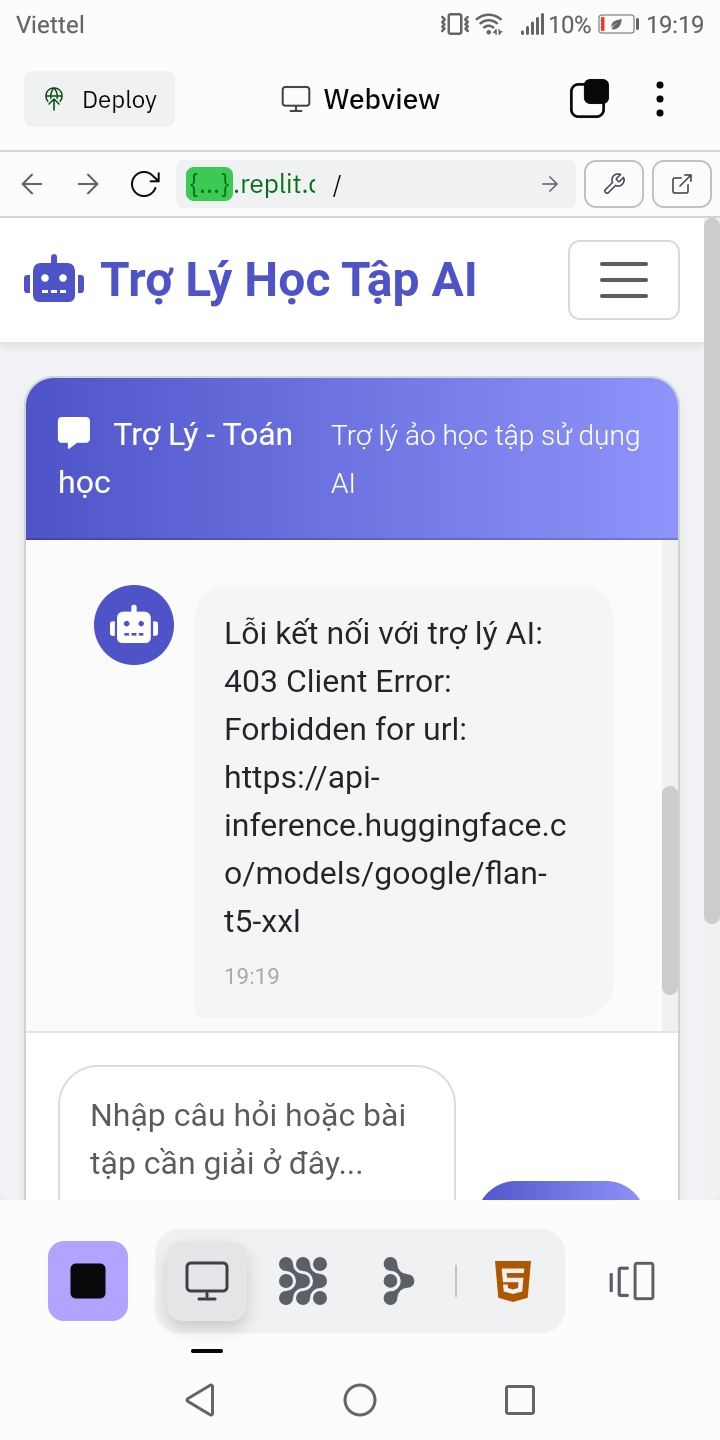 Viettel 10% 19:19
Deploy Webview
{...}.replit.c /
Trợ Lý Học Tập AI
Trợ Lý - Toán
học
Trợ lý ảo học tập sử dụng
AI
Lỗi kết nối với trợ lý AI:
403 Client Error:
Forbidden for url:
https://api-
inference.huggingface.c
o/models/google/flan-
t5-xxl
19:19
Nhập câu hỏi hoặc bài
tập cần giải ở đây...
5